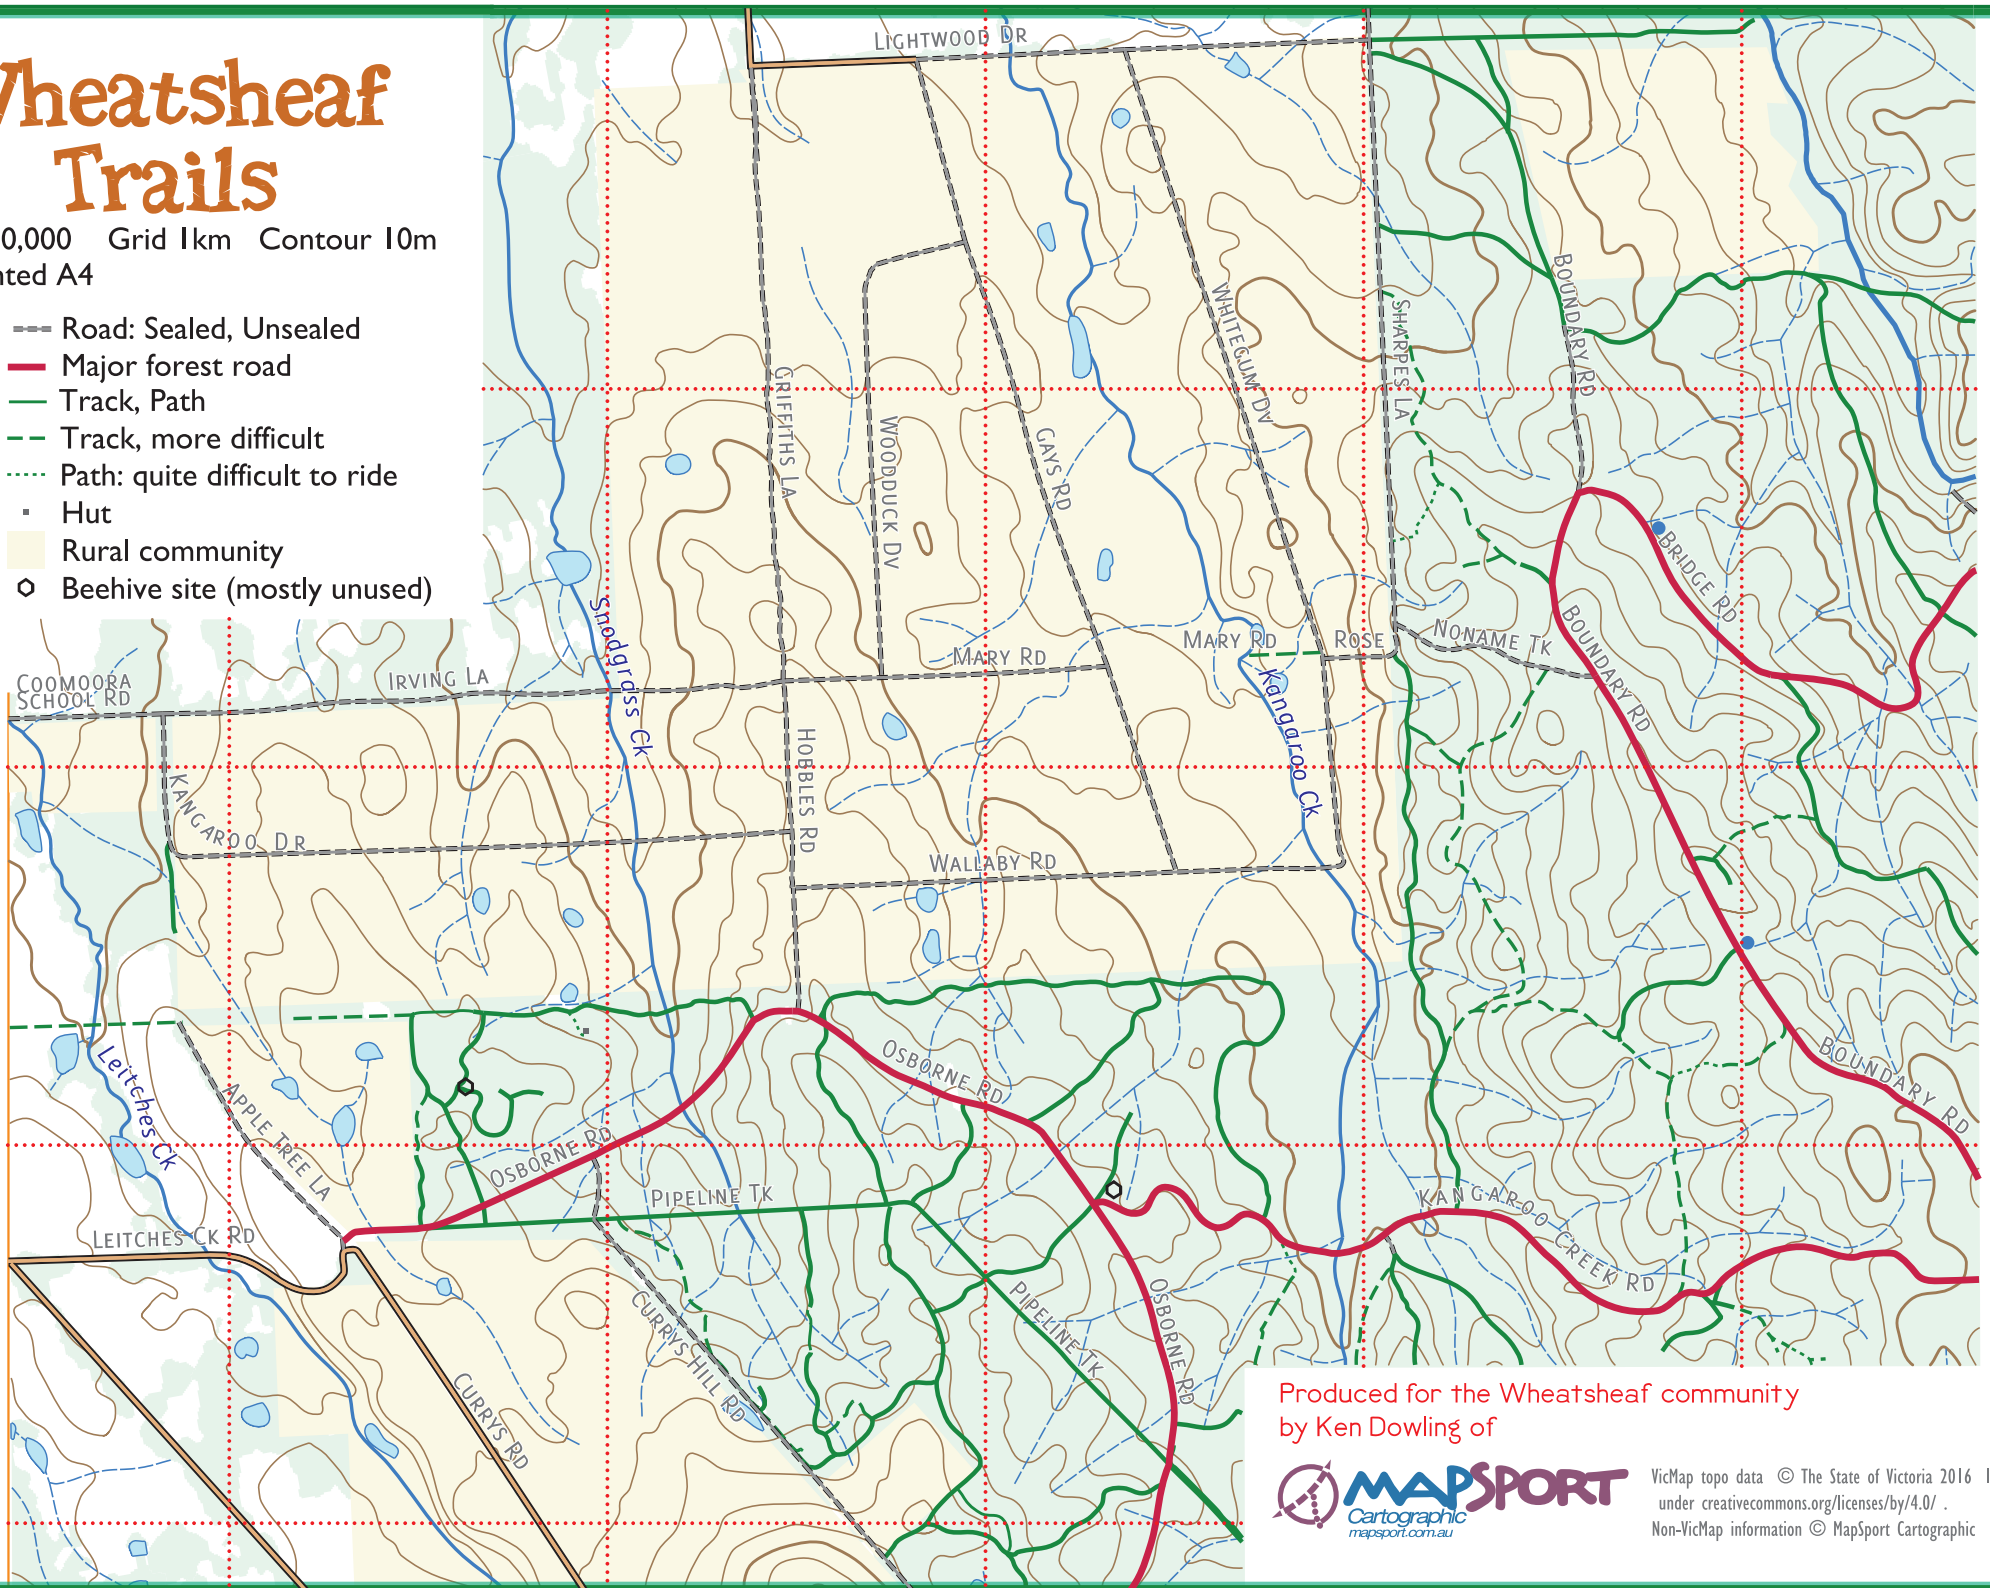 heatsheaf
Trails
0,000 Grid 1km Contour 10m
nted A4
Road: Sealed, Unsealed
Major forest road
Track, Path
Track, more difficult
Path: quite difficult to ride
Hut
Rural community
Beehive site (mostly unused)
LIGHTWOOD DR
GRIFFITHS LA
WOODDUCK DV
GAYS RD
WHITEGUM DV
SHARPES LA
BOUNDARY RD
BRIDGE RD
BOUNDARY RD
NONAME TK
MARY RD
MARY RD
ROSE
Snodgrass Ck
Kangaroo Ck
COOMOORA
SCHOOL RD
IRVING LA
HOBBLES RD
KANGAROO DR
WALLABY RD
Leitches Ck
APPLE TREE LA
LEITCHES CK RD
OSBORNE RD
OSBORNE RD
BOUNDARY RD
PIPELINE TK
KANGAROO CREEK RD
PIPELINE TK
OSBORNE RD
CURRYS HILL RD
CURRYS RD
Produced for the Wheatsheaf community
by Ken Dowling of
MAPSPORT
Cartographic
mapsport.com.au
VicMap topo data © The State of Victoria 2016
under creativecommons.org/licenses/by/4.0/ .
Non-VicMap information © MapSport Cartographic